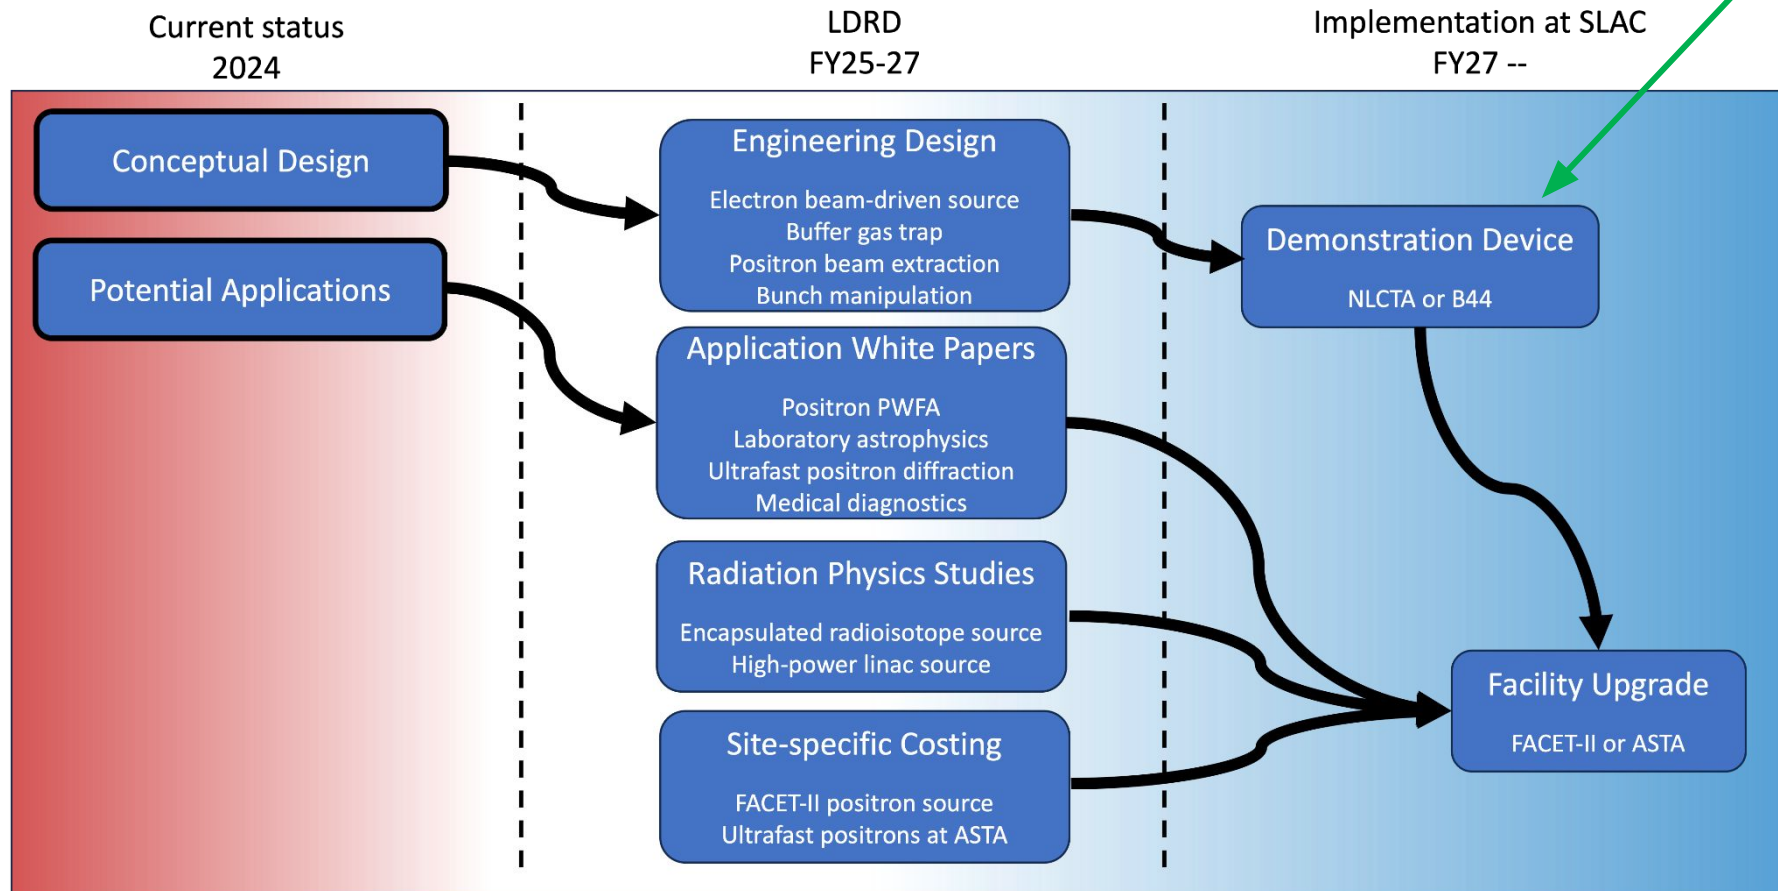 Current status
2024
LDRD
FY25-27
Implementation at SLAC
FY27 --
Conceptual Design
Potential Applications
Engineering Design
Electron beam-driven source
Buffer gas trap
Positron beam extraction
Bunch manipulation
Application White Papers
Positron PWFA
Laboratory astrophysics
Ultrafast positron diffraction
Medical diagnostics
Radiation Physics Studies
Encapsulated radioisotope source
High-power linac source
Site-specific Costing
FACET-II positron source
Ultrafast positrons at ASTA
Demonstration Device
NLCTA or B44
Facility Upgrade
FACET-II or ASTA